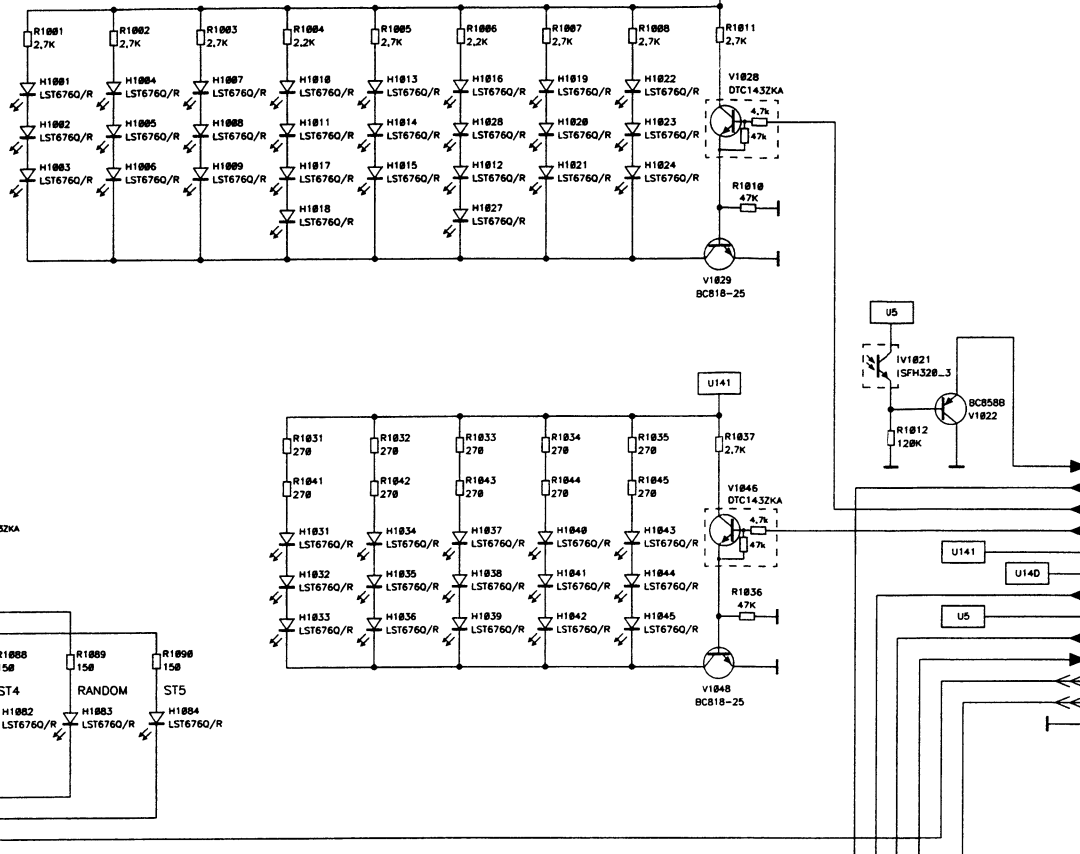 R1001 R1002 R1003 R1004 R1005 R1006 R1007 R1008 R1011
2.7K 2.7K 2.7K 2.2K 2.7K 2.2K 2.7K 2.7K 2.7K
V1028
DTC143ZKA
H1001 H1004 H1007 H1010 H1013 H1016 H1019 H1022
LST676Q/R LST676Q/R LST676Q/R LST676Q/R LST676Q/R LST676Q/R LST676Q/R LST676Q/R
4.7k
H1002 H1005 H1008 H1011 H1014 H1028 H1020 H1023
LST676Q/R LST676Q/R LST676Q/R LST676Q/R LST676Q/R LST676Q/R LST676Q/R LST676Q/R
47k
H1003 H1006 H1009 H1017 H1015 H1012 H1021 H1024
LST676Q/R LST676Q/R LST676Q/R LST676Q/R LST676Q/R LST676Q/R LST676Q/R LST676Q/R
R1010
47K
H1018 H1027
LST676Q/R LST676Q/R
V1029
BC818-25
U5
V1021
SFH320_3
BC858B
V1022
R1012
120K
U141
R1031 R1032 R1033 R1034 R1035 R1037
270 270 270 270 270 2.7K
R1041 R1042 R1043 R1044 R1045
270 270 270 270 270
V1046
DTC143ZKA
4.7k
47k
H1031 H1034 H1037 H1040 H1043
LST676Q/R LST676Q/R LST676Q/R LST676Q/R LST676Q/R
H1032 H1035 H1038 H1041 H1044
LST676Q/R LST676Q/R LST676Q/R LST676Q/R LST676Q/R
H1033 H1036 H1039 H1042 H1045
LST676Q/R LST676Q/R LST676Q/R LST676Q/R LST676Q/R
R1036
47K
V1048
BC818-25
U141
U14D
U5
3ZKA
R1088 R1089 R1090
150 150 150
ST4 RANDOM ST5
H1082 H1083 H1084
LST676Q/R LST676Q/R LST676Q/R